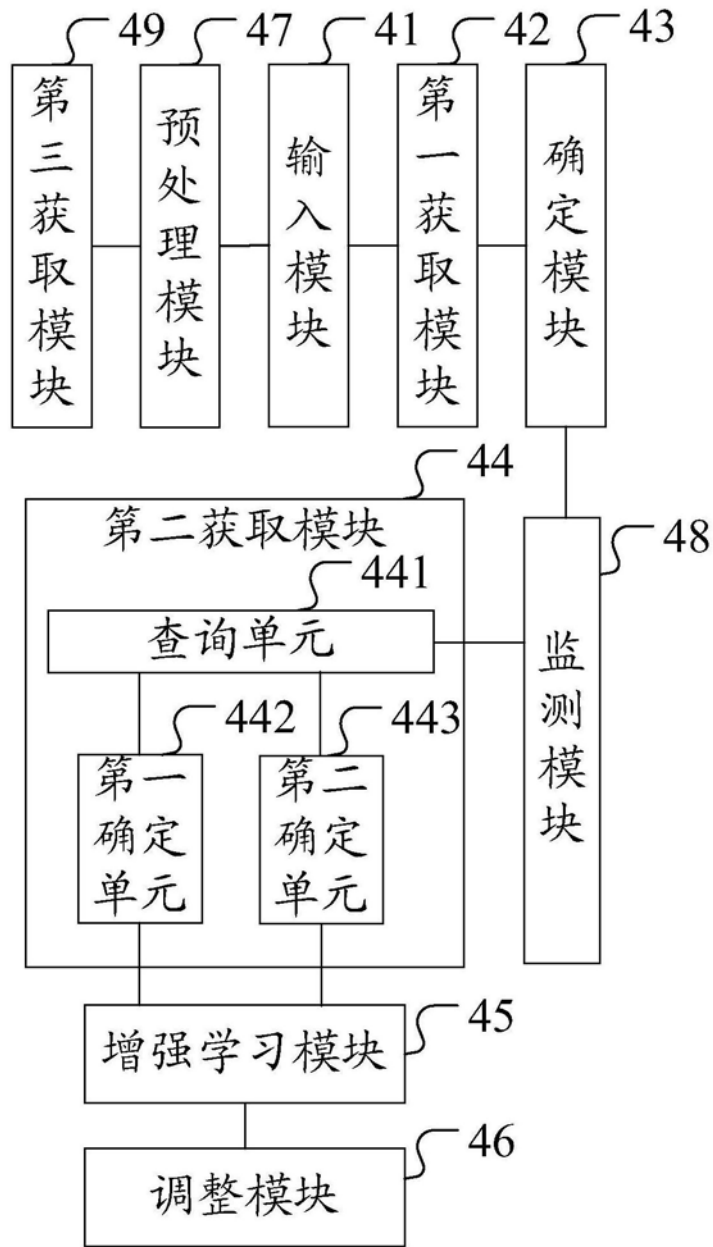 49
47
41
42
43
第三获取模块
预处理模块
输入模块
第一获取模块
确定模块
44
第二获取模块
48
441
查询单元
监测模块
442
443
第一
确定
单元
第二
确定
单元
45
增强学习模块
46
调整模块